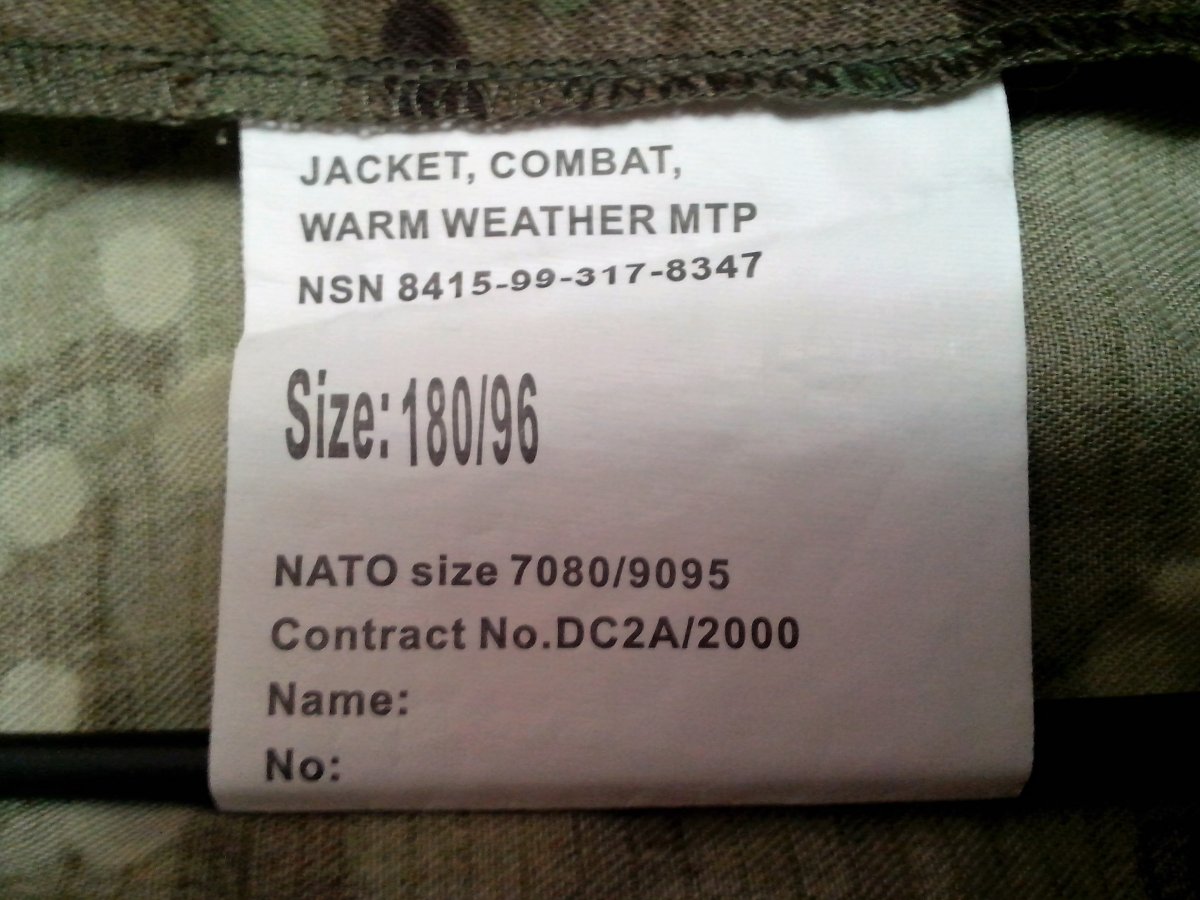 JACKET, COMBAT,
WARM WEATHER MTP
NSN 8415-99-317-8347
Size: 180/96
NATO size 7080/9095
Contract No.DC2A/2000
Name:
No: